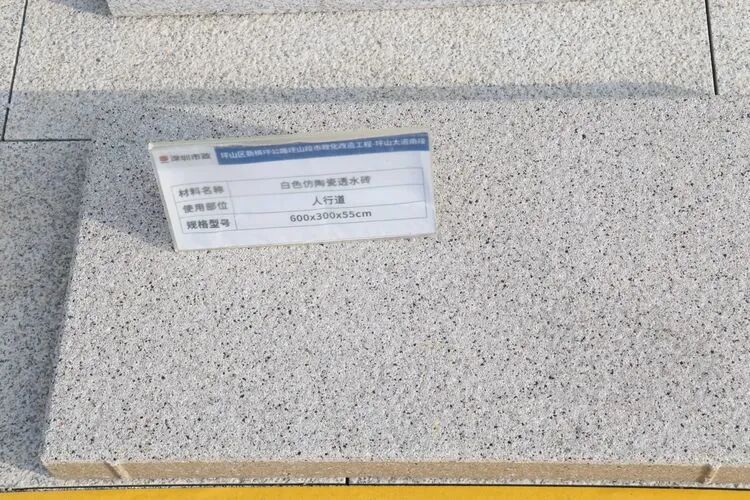 深圳市政 坪山区新横坪公路坪山段市政化改造工程-坪山大道南段
材料名称 白色仿陶瓷透水砖
使用部位 人行道
规格型号 600x300x55cm